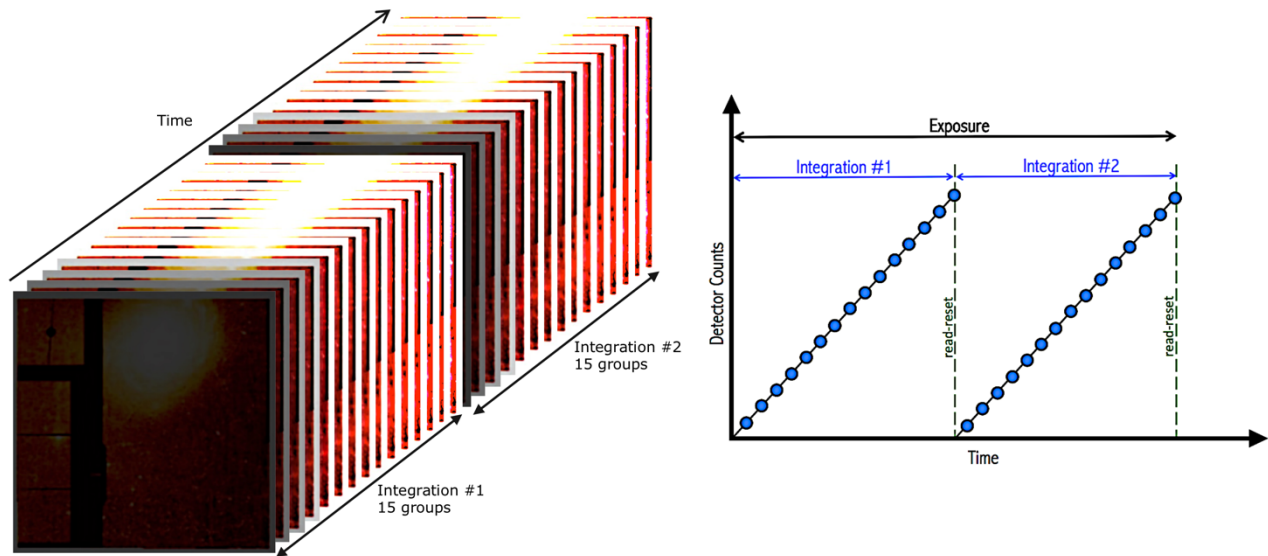 Time
Integration #2
15 groups
Integration #1
15 groups
Exposure
Integration #1
Integration #2
Detector Counts
read-reset
read-reset
Time